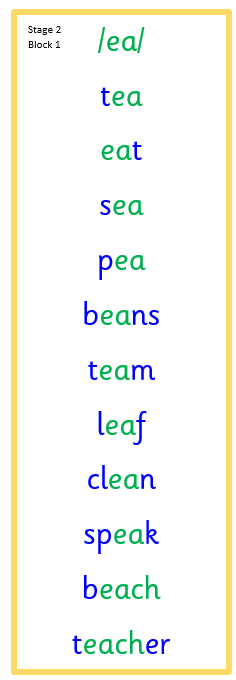 Stage 2
Block 1
/ea/
tea
eat
sea
pea
beans
team
leaf
clean
speak
beach
teacher